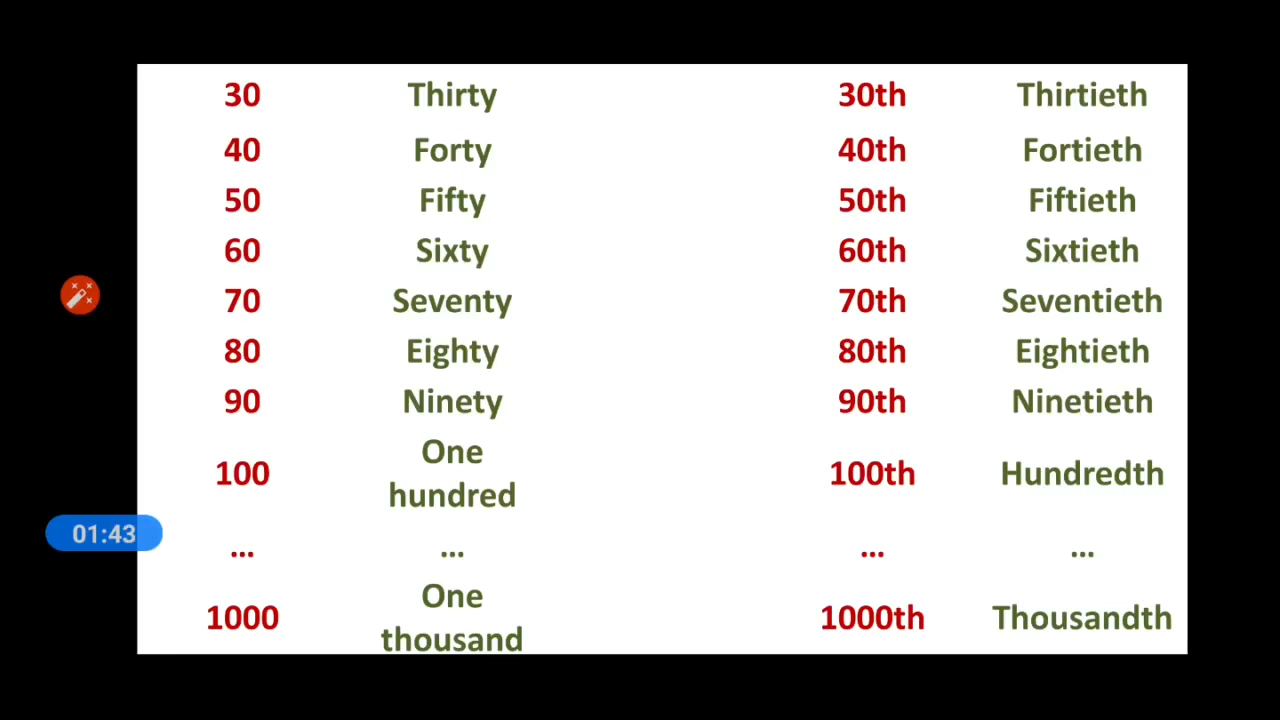 30 Thirty 30th Thirtieth
40 Forty 40th Fortieth
50 Fifty 50th Fiftieth
60 Sixty 60th Sixtieth
70 Seventy 70th Seventieth
80 Eighty 80th Eightieth
90 Ninety 90th Ninetieth
One
100 hundred 100th Hundredth
01:43
... ... ... ...
One
1000 thousand 1000th Thousandth